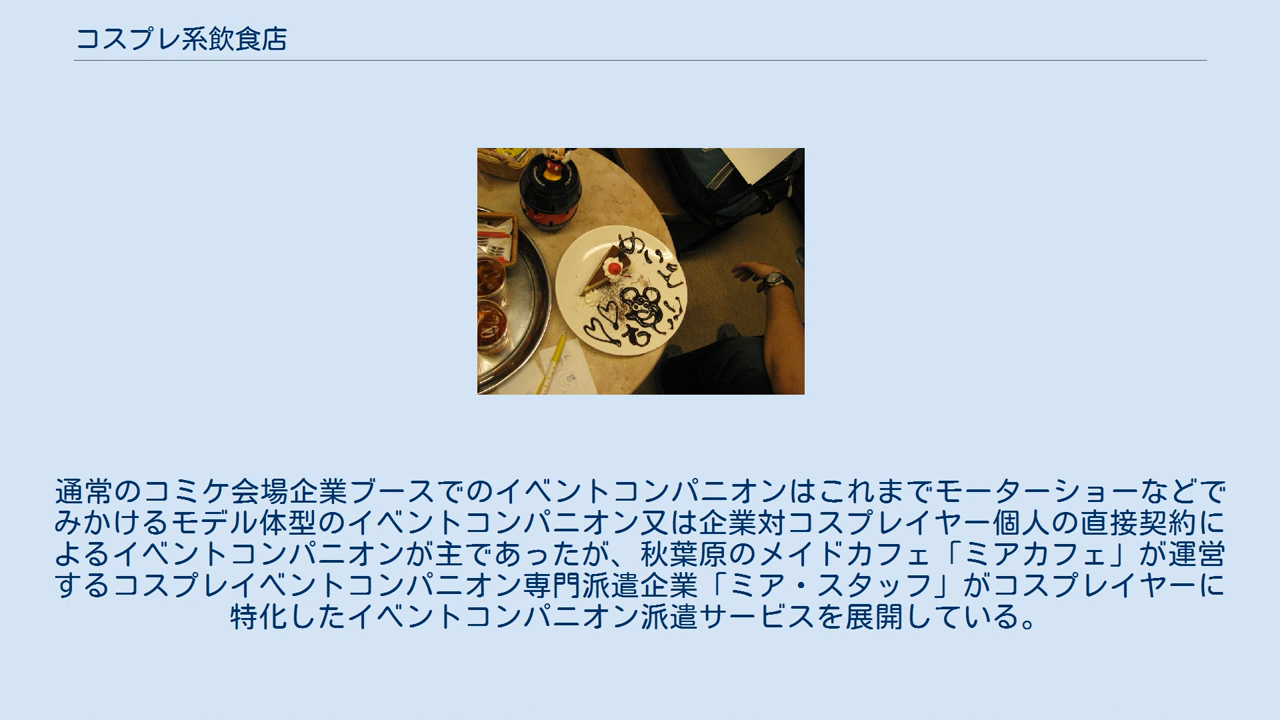 コスプレ系飲食店
通常のコミケ会場企業ブースでのイベントコンパニオンはこれまでモーターショーなどで
みかけるモデル体型のイベントコンパニオン又は企業対コスプレイヤー個人の直接契約に
よるイベントコンパニオンが主であったが、秋葉原のメイドカフェ「ミアカフェ」が運営
するコスプレイベントコンパニオン専門派遣企業「ミア・スタッフ」がコスプレイヤーに
特化したイベントコンパニオン派遣サービスを展開している。